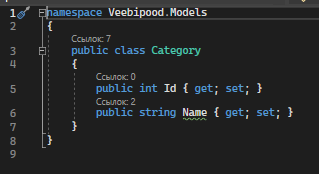 1 namespace Veebipood.Models
2 {
Ссылок: 7
3 public class Category
4 {
Ссылок: 0
5 public int Id { get; set; }
Ссылок: 2
6 public string Name { get; set; }
7 }
8 }
9